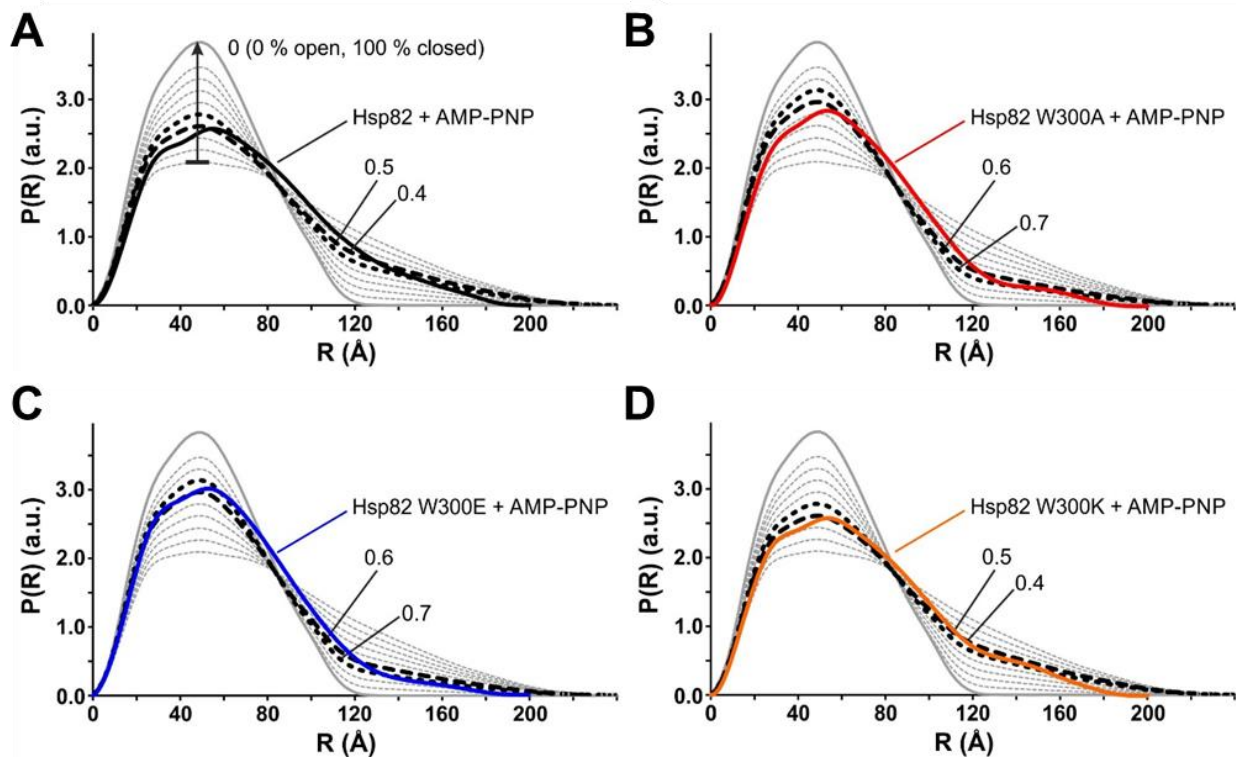 A
0 (0 % open, 100 % closed)
3.0
2.0
1.0
0.0
P(R) (a.u.)
Hsp82 + AMP-PNP
0.5
0.4
0 40 80 120 160 200
R (Å)
B
3.0
2.0
1.0
0.0
P(R) (a.u.)
Hsp82 W300A + AMP-PNP
0.6
0.7
0 40 80 120 160 200
R (Å)
C
3.0
2.0
1.0
0.0
P(R) (a.u.)
Hsp82 W300E + AMP-PNP
0.6
0.7
0 40 80 120 160 200
R (Å)
D
3.0
2.0
1.0
0.0
P(R) (a.u.)
Hsp82 W300K + AMP-PNP
0.5
0.4
0 40 80 120 160 200
R (Å)